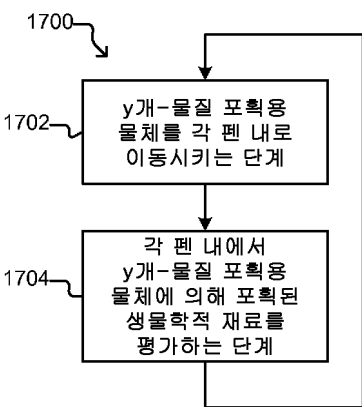 1700
1702
y개-물질 포획용
물체를 각 펜 내로
이동시키는 단계
1704
각 펜 내에서
y개-물질 포획용
물체에 의해 포획된
생물학적 재료를
평가하는 단계